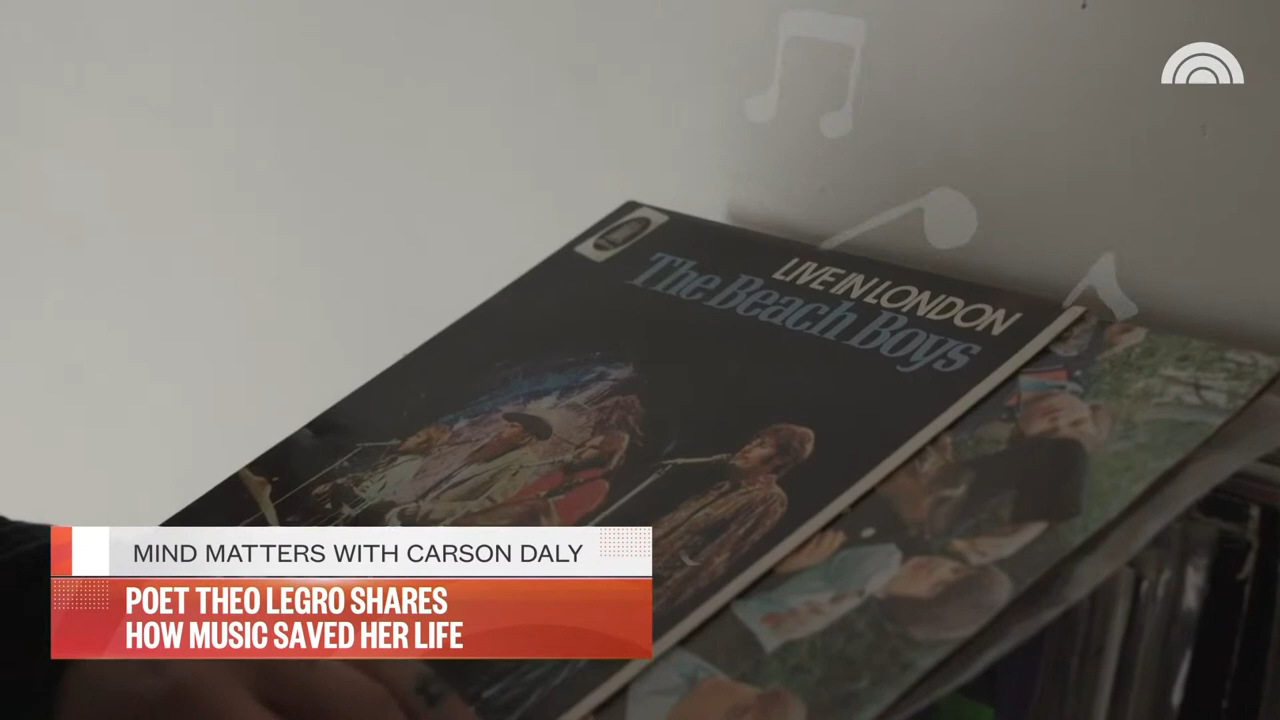 LIVE IN LONDON
The Beach Boys
MIND MATTERS WITH CARSON DALY
POET THEO LEGRO SHARES
HOW MUSIC SAVED HER LIFE